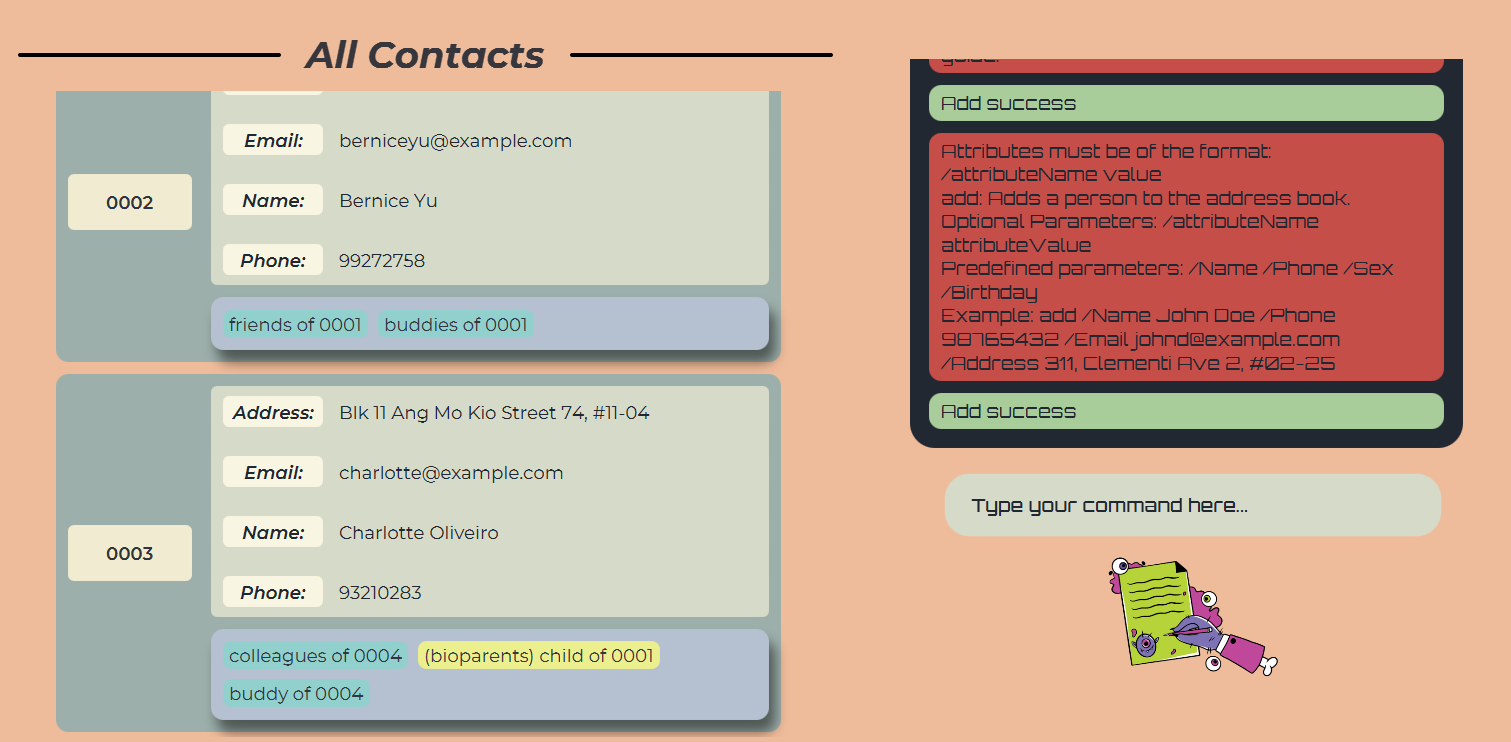 All Contacts
Email: berniceyu@example.com
0002
Name: Bernice Yu
Phone: 99272758
friends of 0001 buddies of 0001
Address: Blk 11 Ang Mo Kio Street 74, #11-04
Email: charlotte@example.com
0003
Name: Charlotte Oliveiro
Phone: 93210283
colleagues of 0004 (bioparents) child of 0001
buddy of 0004
Add success
Attributes must be of the format:
/attributeName value
add: Adds a person to the address book.
Optional Parameters: /attributeName
attributeValue
Predefined parameters: /Name /Phone /Sex
/Birthday
Example: add /Name John Doe /Phone
98765432 /Email johnd@example.com
/Address 311, Clementi Ave 2, #02-25
Add success
Type your command here...